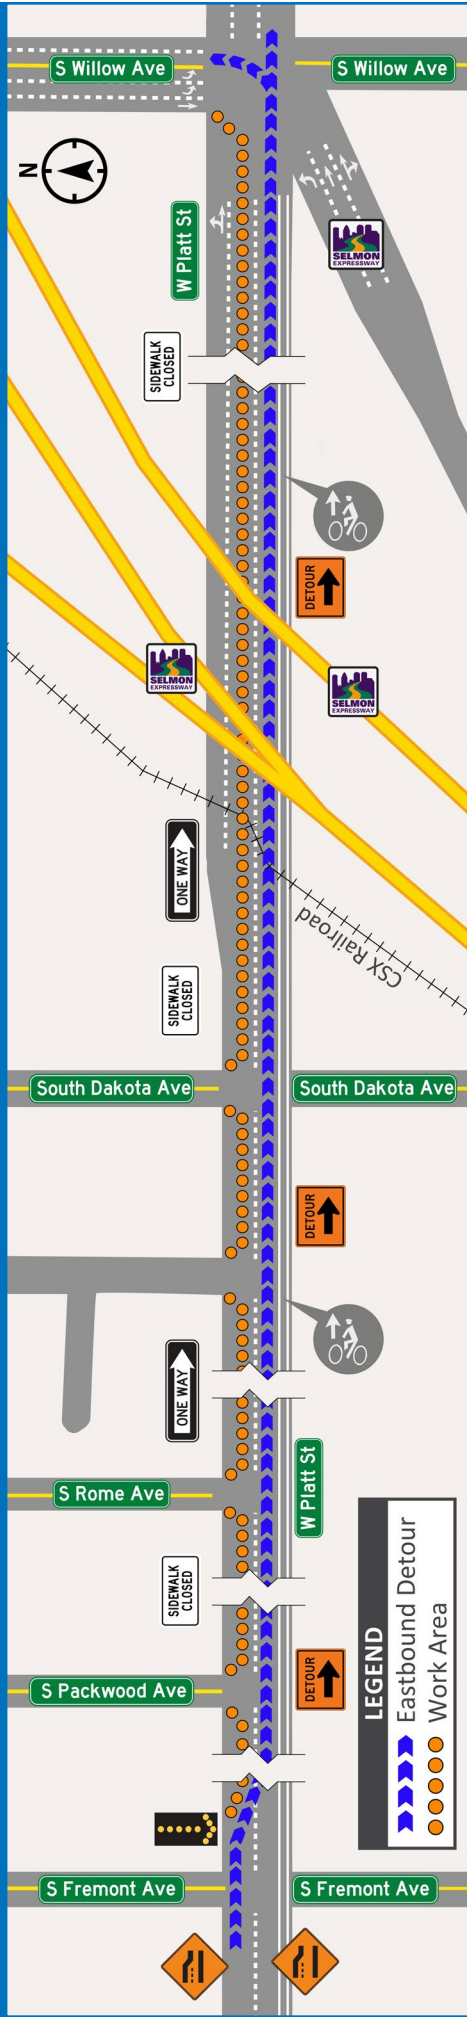 S Willow Ave
S Willow Ave
N
W Platt St
SELMON
EXPRESSWAY
SIDEWALK
CLOSED
DETOUR
SELMON
EXPRESSWAY
SELMON
EXPRESSWAY
ONE WAY
CSX Railroad
SIDEWALK
CLOSED
South Dakota Ave
South Dakota Ave
DETOUR
ONE WAY
W Platt St
S Rome Ave
SIDEWALK
CLOSED
S Packwood Ave
DETOUR
LEGEND
Eastbound Detour
Work Area
S Fremont Ave
S Fremont Ave